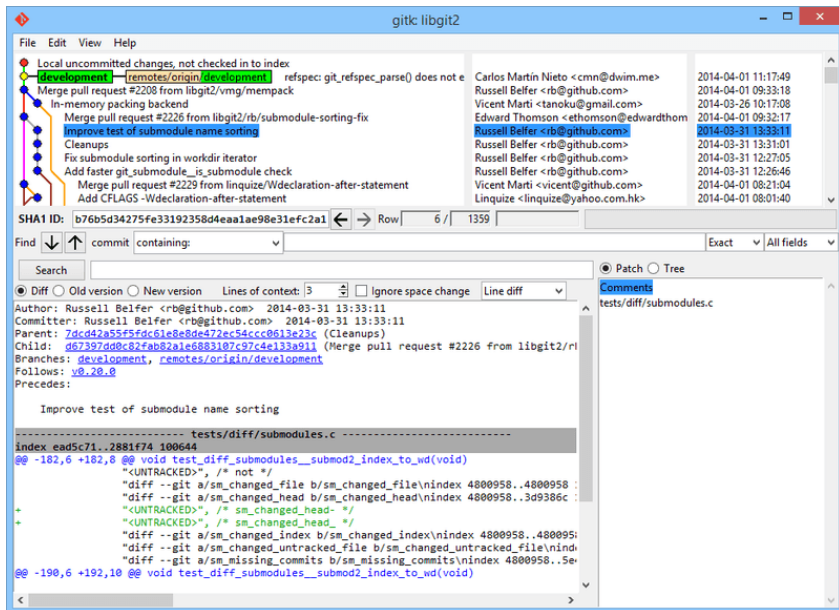 gitk: libgit2
File Edit View Help
Local uncommitted changes, not checked in to index
development remotes/origin/development refspec: git_refspec_parse() does not e Carlos Martín Nieto <cmn@dwim.me> 2014-04-01 11:17:49
Merge pull request #2208 from libgit2/vmg/mempack Russell Belfer <rb@github.com> 2014-04-01 09:33:18
In-memory packing backend Vicent Marti <tanoku@gmail.com> 2014-03-26 10:17:08
Merge pull request #2226 from libgit2/rb/submodule-sorting-fix Edward Thomson <ethomson@edwardthom 2014-04-01 09:32:17
Improve test of submodule name sorting Russell Belfer <rb@github.com> 2014-03-31 13:33:11
Cleanups Russell Belfer <rb@github.com> 2014-03-31 13:31:01
Fix submodule sorting in workdir iterator Russell Belfer <rb@github.com> 2014-03-31 12:27:05
Add faster git_submodule__is_submodule check Russell Belfer <rb@github.com> 2014-03-31 12:26:46
Merge pull request #2229 from linquize/Wdeclaration-after-statement Vicent Marti <vicent@github.com> 2014-04-01 08:21:04
Add CFLAGS -Wdeclaration-after-statement Linquize <linquize@yahoo.com.hk> 2014-04-01 08:01:40
SHA1 ID: b76b5d34275fe33192358d4eaa1ae98e31efc2a1 Row 6 / 1359
Find commit containing: Exact All fields
Search
Patch Tree
Diff Old version New version Lines of context: 3 Ignore space change Line diff
Comments
tests/diff/submodules.c
Author: Russell Belfer <rb@github.com> 2014-03-31 13:33:11
Committer: Russell Belfer <rb@github.com> 2014-03-31 13:33:11
Parent: 7dcd42a55f5fdc61e8e8de472ec54ccc0613e23c (Cleanups)
Child: d67397dd0c82fab82a1e6883107c97c4e133a911 (Merge pull request #2226 from libgit2/rl
Branches: development, remotes/origin/development
Follows: v0.20.0
Precedes:
Improve test of submodule name sorting
-------------------------- tests/diff/submodules.c --------------------------
index ead5c71..2881f74 100644
@@ -182,6 +182,8 @@ void test_diff_submodules__submod2_index_to_wd(void)
"<UNTRACKED>", /* not */
"diff --git a/sm_changed_file b/sm_changed_file\nindex 4800958..4800958
"diff --git a/sm_changed_head b/sm_changed_head\nindex 4800958..3d9386c
+ "<UNTRACKED>", /* sm_changed_head- */
+ "<UNTRACKED>", /* sm_changed_head_ */
"diff --git a/sm_changed_index b/sm_changed_index\nindex 4800958..480095
"diff --git a/sm_changed_untracked_file b/sm_changed_untracked_file\nind
"diff --git a/sm_missing_commits b/sm_missing_commits\nindex 4800958..5e
@@ -190,6 +192,10 @@ void test_diff_submodules__submod2_index_to_wd(void)